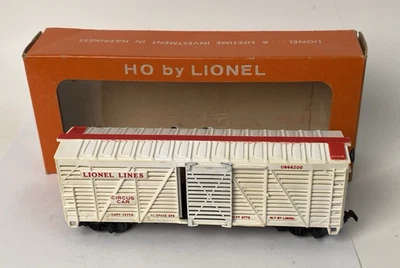 LIONEL   A LIFETIME INVESTMENT IN HAPPINESS
HO by LIONEL
LIONEL LINES
0866200
CIRCUS
CAR
BLT BY LIONEL